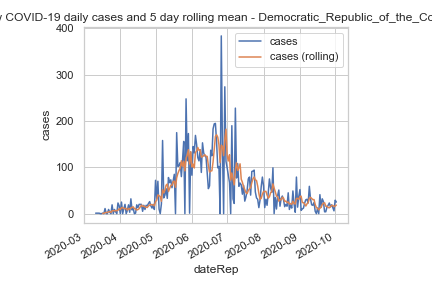 COVID-19 daily cases and 5 day rolling mean - Democratic_Republic_of_the_Co
cases
cases (rolling)
400
300
200
100
0
cases
2020-03
2020-04
2020-05
2020-06
2020-07
2020-08
2020-09
2020-10
dateRep